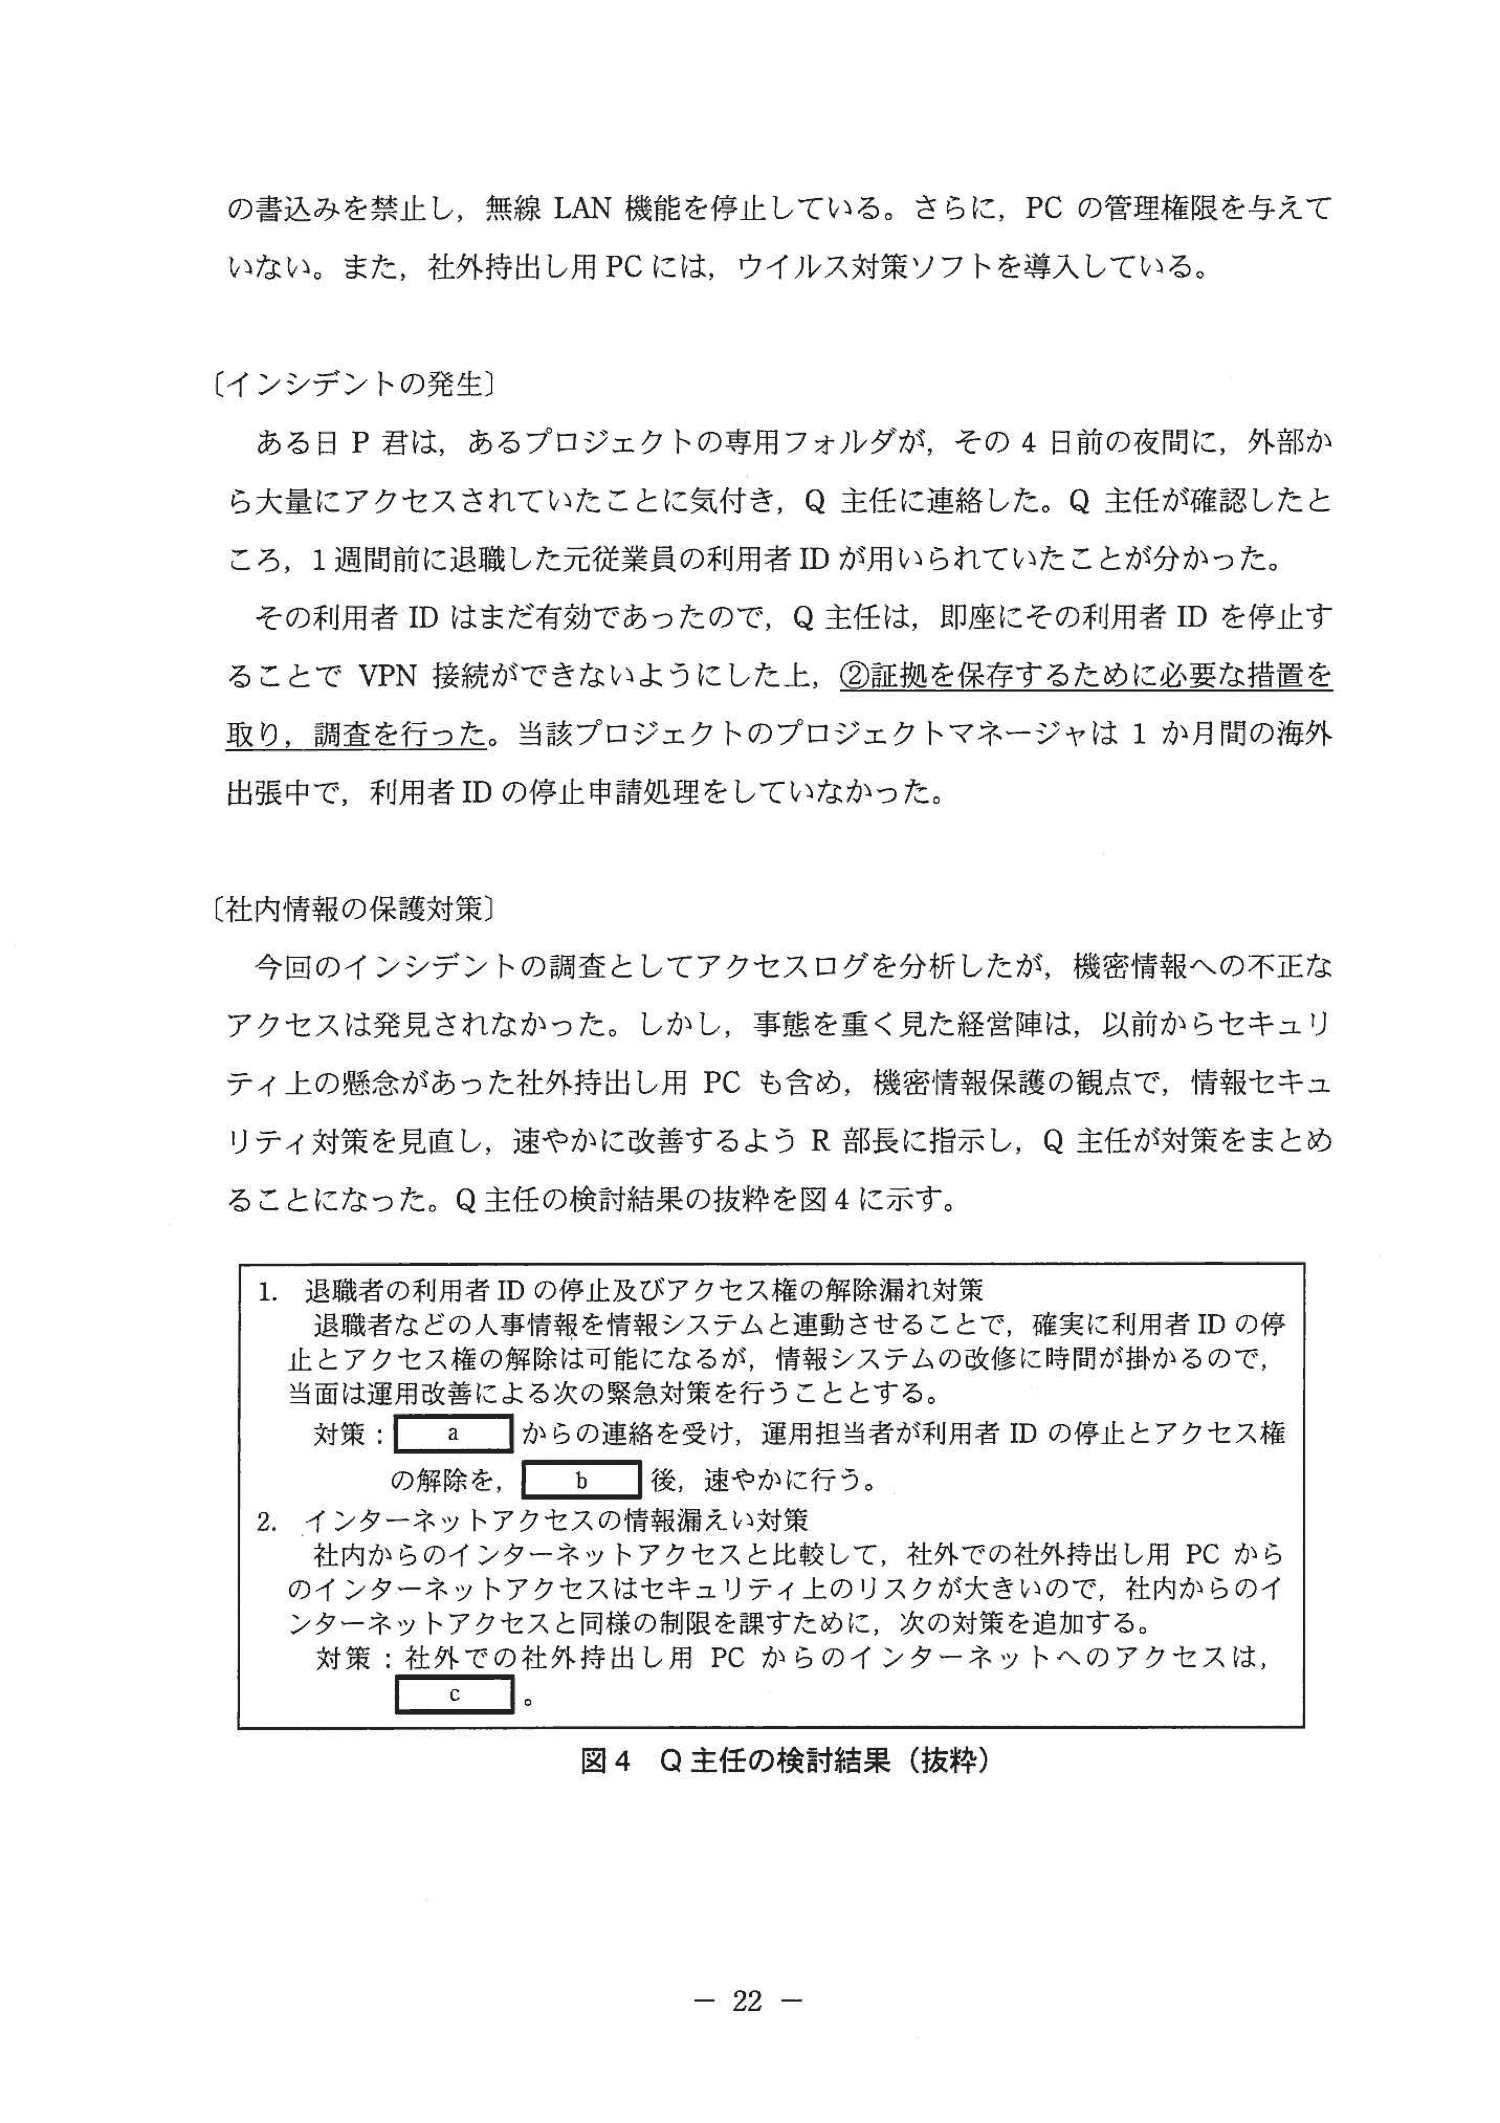 の書込みを禁止し，無線 LAN 機能を停止している。さらに，PC の管理権限を与えて
いない。また，社外持出し用 PC には，ウイルス対策ソフトを導入している。
〔インシデントの発生〕
ある日 P 君は，あるプロジェクトの専用フォルダが，その 4 日前の夜間に，外部か
ら大量にアクセスされていたことに気付き，Q 主任に連絡した。Q 主任が確認したと
ころ，1 週間前に退職した元従業員の利用者 ID が用いられていたことが分かった。
その利用者 ID はまだ有効であったので，Q 主任は，即座にその利用者 ID を停止す
ることで VPN 接続ができないようにした上，②証拠を保存するために必要な措置を
取り，調査を行った。当該プロジェクトのプロジェクトマネージャは 1 か月間の海外
出張中で，利用者 ID の停止申請処理をしていなかった。
〔社内情報の保護対策〕
今回のインシデントの調査としてアクセスログを分析したが，機密情報への不正な
アクセスは発見されなかった。しかし，事態を重く見た経営陣は，以前からセキュリ
ティ上の懸念があった社外持出し用 PC も含め，機密情報保護の観点で，情報セキュ
リティ対策を見直し，速やかに改善するよう R 部長に指示し，Q 主任が対策をまとめ
ることになった。Q 主任の検討結果の抜粋を図 4 に示す。
1. 退職者の利用者 ID の停止及びアクセス権の解除漏れ対策
退職者などの人事情報を情報システムと連動させることで，確実に利用者 ID の停
止とアクセス権の解除は可能になるが，情報システムの改修に時間が掛かるので，
当面は運用改善による次の緊急対策を行うこととする。
対策：a からの連絡を受け，運用担当者が利用者 ID の停止とアクセス権
の解除を，b 後，速やかに行う。
2. インターネットアクセスの情報漏えい対策
社内からのインターネットアクセスと比較して，社外での社外持出し用 PC から
のインターネットアクセスはセキュリティ上のリスクが大きいので，社内からのイ
ンターネットアクセスと同様の制限を課すために，次の対策を追加する。
対策：社外での社外持出し用 PC からのインターネットへのアクセスは，
c。
図 4　Q 主任の検討結果（抜粋）
－ 22 －